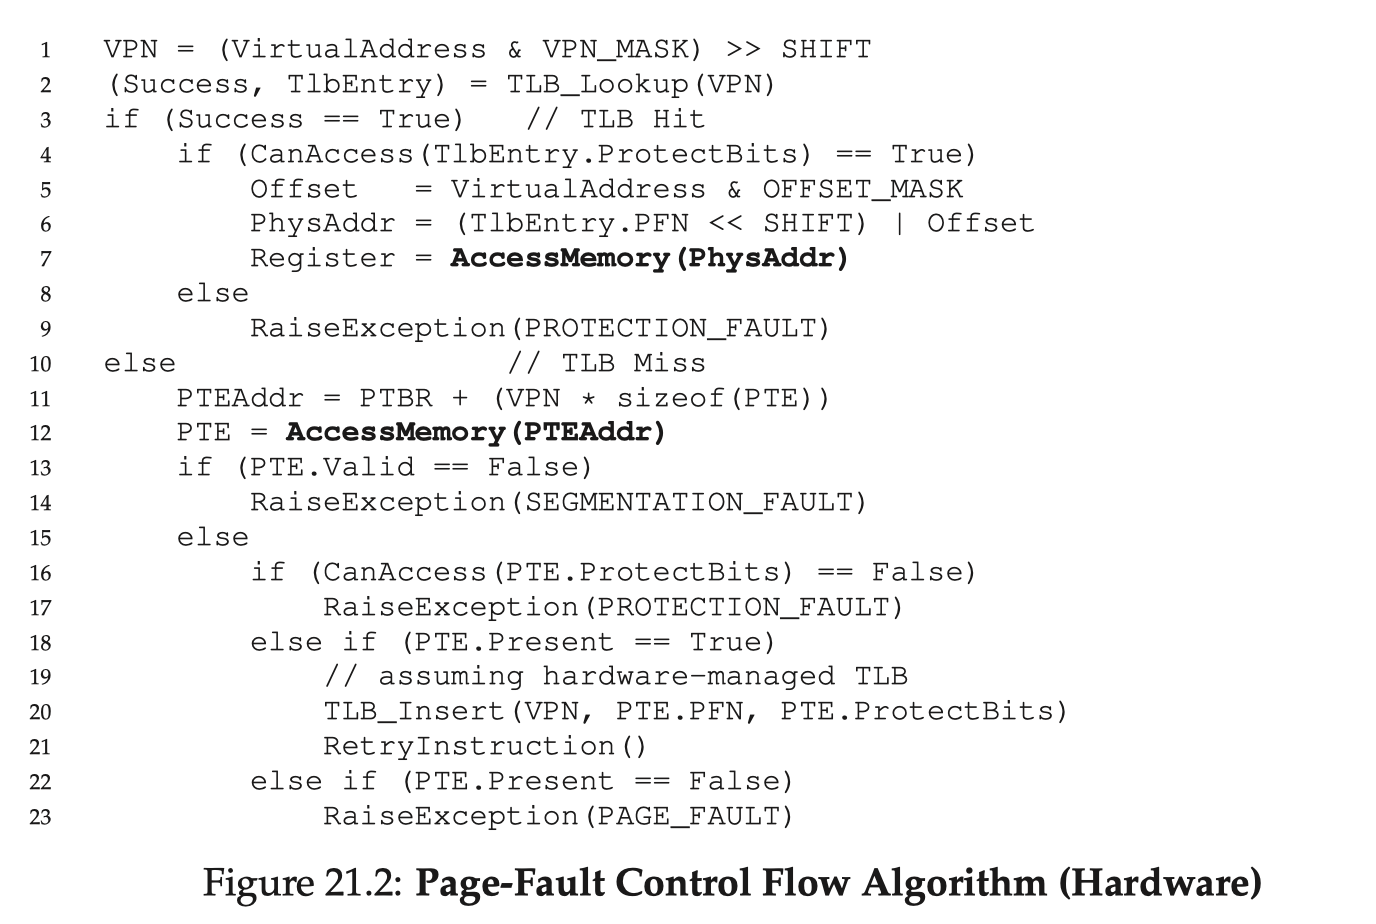 1 VPN = (VirtualAddress & VPN_MASK) >> SHIFT
2 (Success, TlbEntry) = TLB_Lookup(VPN)
3 if (Success == True) // TLB Hit
4 if (CanAccess(TlbEntry.ProtectBits) == True)
5 Offset = VirtualAddress & OFFSET_MASK
6 PhysAddr = (TlbEntry.PFN << SHIFT) | Offset
7 Register = AccessMemory(PhysAddr)
8 else
9 RaiseException(PROTECTION_FAULT)
10 else // TLB Miss
11 PTEAddr = PTBR + (VPN * sizeof(PTE))
12 PTE = AccessMemory(PTEAddr)
13 if (PTE.Valid == False)
14 RaiseException(SEGMENTATION_FAULT)
15 else
16 if (CanAccess(PTE.ProtectBits) == False)
17 RaiseException(PROTECTION_FAULT)
18 else if (PTE.Present == True)
19 // assuming hardware-managed TLB
20 TLB_Insert(VPN, PTE.PFN, PTE.ProtectBits)
21 RetryInstruction()
22 else if (PTE.Present == False)
23 RaiseException(PAGE_FAULT)
Figure 21.2: Page-Fault Control Flow Algorithm (Hardware)